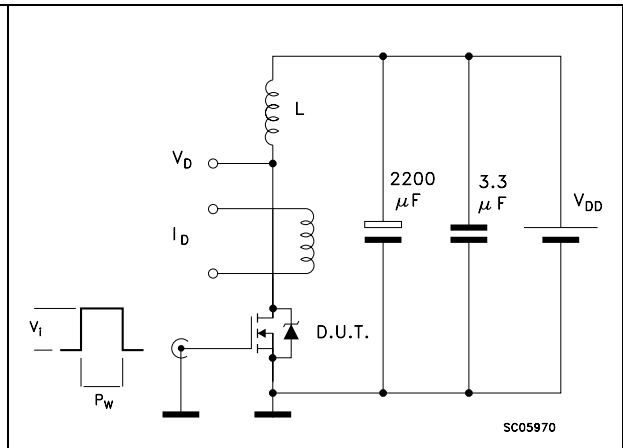 L
V_D
2200 μF
3.3 μF
V_DD
I_D
V_i
D.U.T.
P_W
SC05970